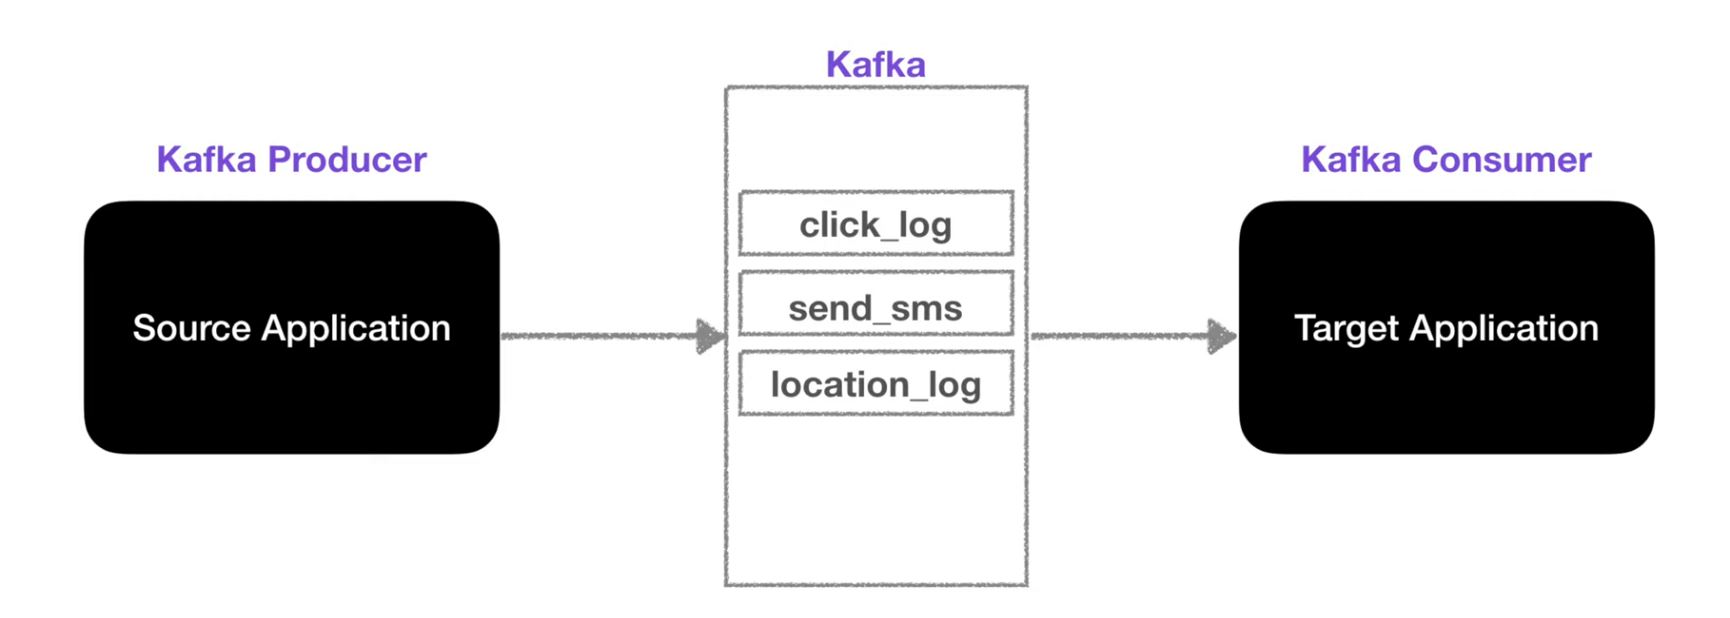 Kafka
Kafka Producer
Kafka Consumer
click_log
send_sms
location_log
Source Application
Target Application